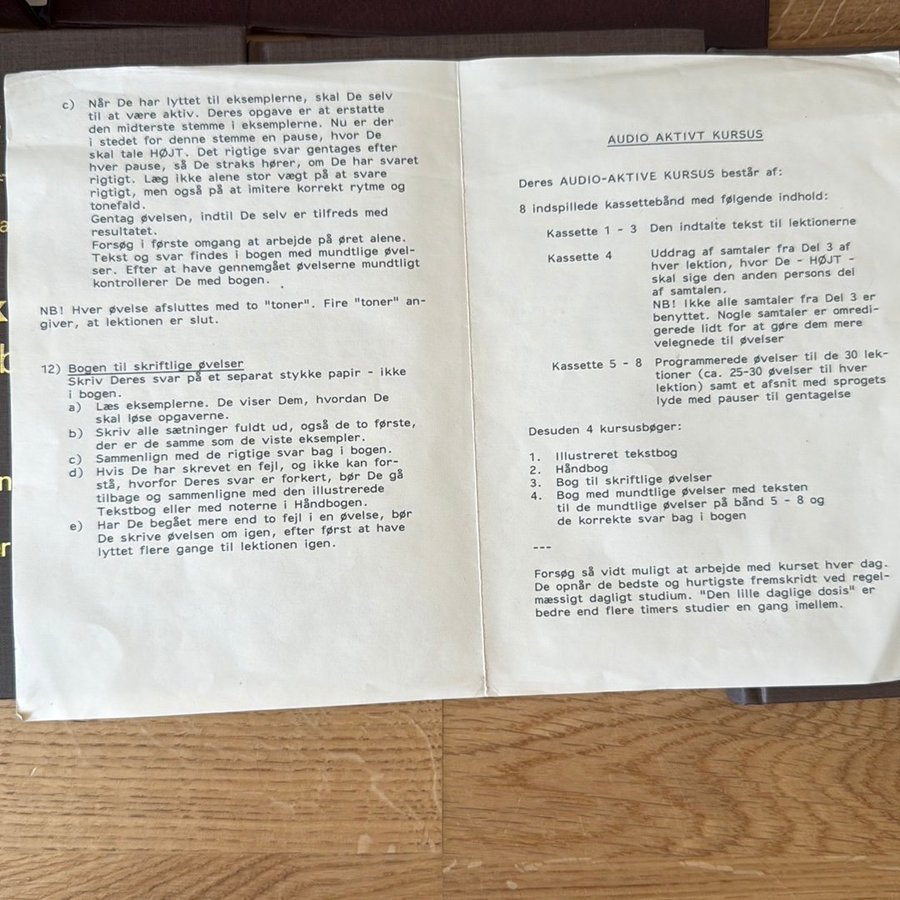 c) Når De har lyttet til eksemplerne, skal De selv
til at være aktiv. Deres opgave er at erstatte
den midterste stemme i eksemplerne. Nu er der
i stedet for denne stemme en pause, hvor De
skal tale HØJT. Det rigtige svar gentages efter
hver pause, så De straks hører, om De har svaret
rigtigt. Læg ikke alene stor vægt på at svare
rigtigt, men også på at imitere korrekt rytme og
tonefald.
Gentag øvelsen, indtil De selv er tilfreds med
resultatet.
Forsøg i første omgang at arbejde på øret alene.
Tekst og svar findes i bogen med mundtlige øvel-
ser. Efter at have gennemgået øvelserne mundtligt
kontrollerer De med bogen.
NB! Hver øvelse afsluttes med to "toner". Fire "toner" an-
giver, at lektionen er slut.
12) Bogen til skriftlige øvelser
Skriv Deres svar på et separat stykke papir - ikke
i bogen.
a) Læs eksemplerne. De viser Dem, hvordan De
skal løse opgaverne.
b) Skriv alle sætninger fuldt ud, også de to første,
der er de samme som de viste eksempler.
c) Sammenlign med de rigtige svar bag i bogen.
d) Hvis De har skrevet en fejl, og ikke kan for-
stå, hvorfor Deres svar er forkert, bør De gå
tilbage og sammenligne med den illustrerede
Tekstbog eller med noterne i Håndbogen.
e) Har De begået mere end to fejl i en øvelse, bør
De skrive øvelsen om igen, efter først at have
lyttet flere gange til lektionen igen.
AUDIO AKTIVT KURSUS
Deres AUDIO-AKTIVE KURSUS består af:
8 indspillede kassettebånd med følgende indhold:
Kassette 1 - 3 Den indtalte tekst til lektionerne
Kassette 4 Uddrag af samtaler fra Del 3 af
hver lektion, hvor De - HØJT -
skal sige den anden persons del
af samtalen.
NB! Ikke alle samtaler fra Del 3 er
benyttet. Nogle samtaler er omredi-
gerede lidt for at gøre dem mere
velegnede til øvelser
Kassette 5 - 8 Programmerede øvelser til de 30 lek-
tioner (ca. 25-30 øvelser til hver
lektion) samt et afsnit med sprogets
lyde med pauser til gentagelse
Desuden 4 kursusbøger:
1. Illustreret tekstbog
2. Håndbog
3. Bog til skriftlige øvelser
4. Bog med mundtlige øvelser med teksten
til de mundtlige øvelser på bånd 5 - 8 og
de korrekte svar bag i bogen
---
Forsøg så vidt muligt at arbejde med kurset hver dag.
De opnår de bedste og hurtigste fremskridt ved regel-
mæssigt dagligt studium. "Den lille daglige dosis" er
bedre end flere timers studier en gang imellem.